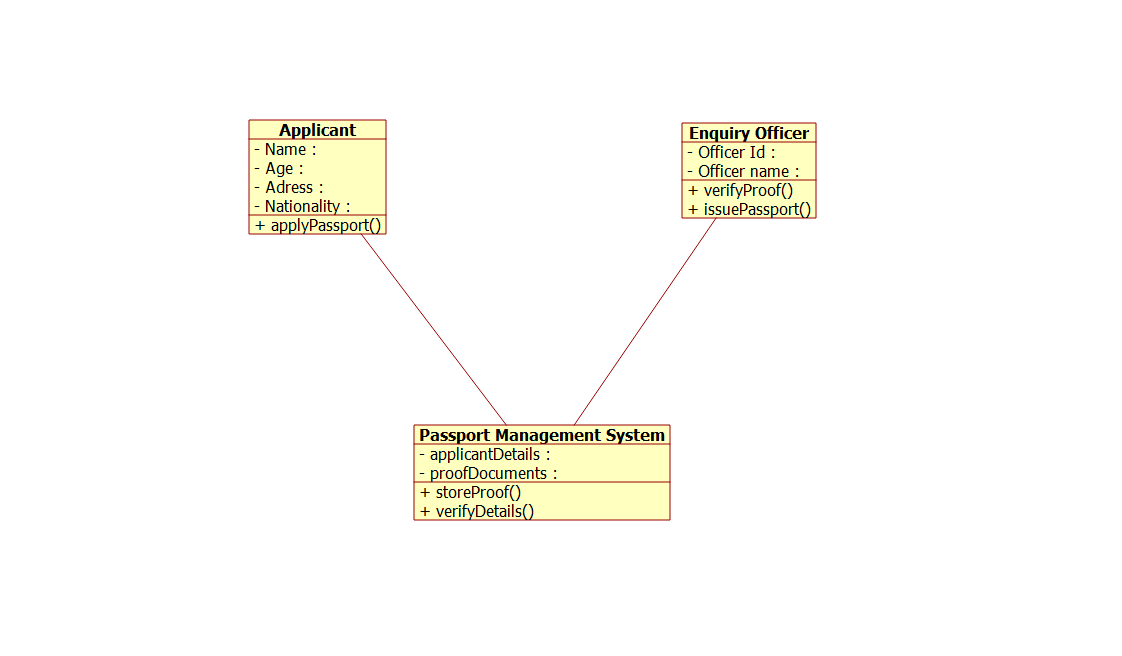 Applicant
- Name :
- Age :
- Adress :
- Nationality :
+ applyPassport()
Enquiry Officer
- Officer Id :
- Officer name :
+ verifyProof()
+ issuePassport()
Passport Management System
- applicantDetails :
- proofDocuments :
+ storeProof()
+ verifyDetails()